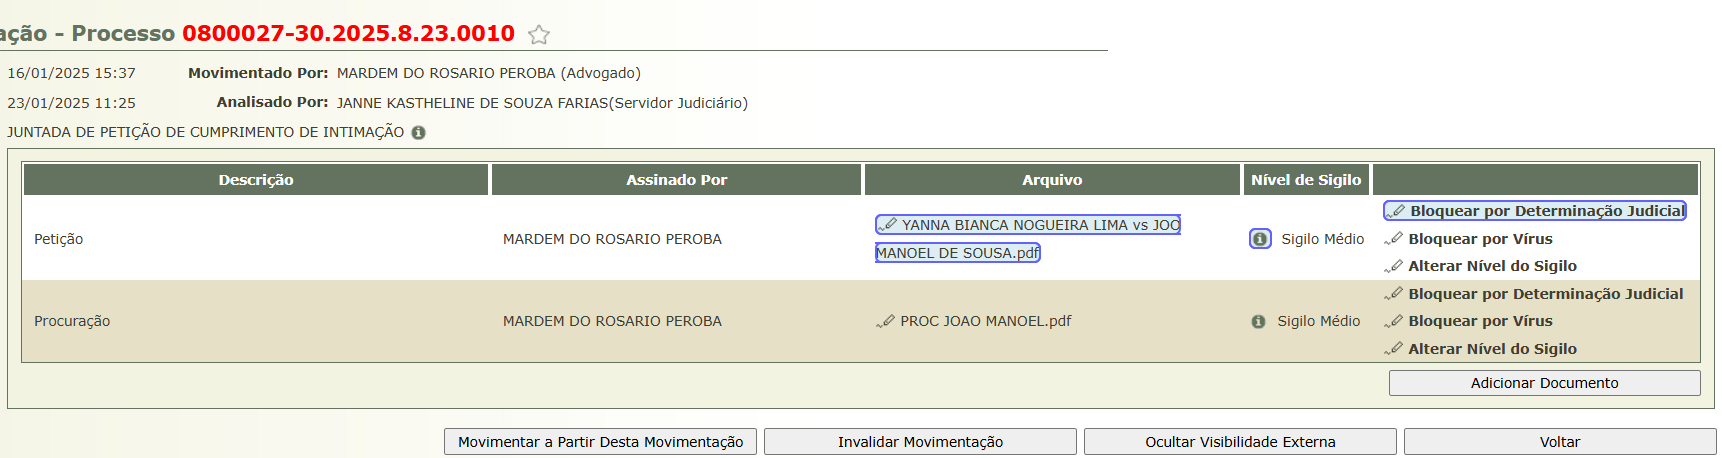 ação - Processo 0800027-30.2025.8.23.0010
16/01/2025 15:37 Movimentado Por: MARDEM DO ROSARIO PEROBA (Advogado)
23/01/2025 11:25 Analisado Por: JANNE KASTHELINE DE SOUZA FARIAS(Servidor Judiciário)
JUNTADA DE PETIÇÃO DE CUMPRIMENTO DE INTIMAÇÃO
Descrição Assinado Por Arquivo Nível de Sigilo
Petição MARDEM DO ROSARIO PEROBA YANNA BIANCA NOGUEIRA LIMA vs JOO
MANOEL DE SOUSA.pdf
Sigilo Médio
Bloquear por Determinação Judicial
Bloquear por Vírus
Alterar Nível do Sigilo
Procuração MARDEM DO ROSARIO PEROBA PROC JOAO MANOEL.pdf Sigilo Médio
Bloquear por Determinação Judicial
Bloquear por Vírus
Alterar Nível do Sigilo
Adicionar Documento
Movimentar a Partir Desta Movimentação Invalidar Movimentação Ocultar Visibilidade Externa Voltar